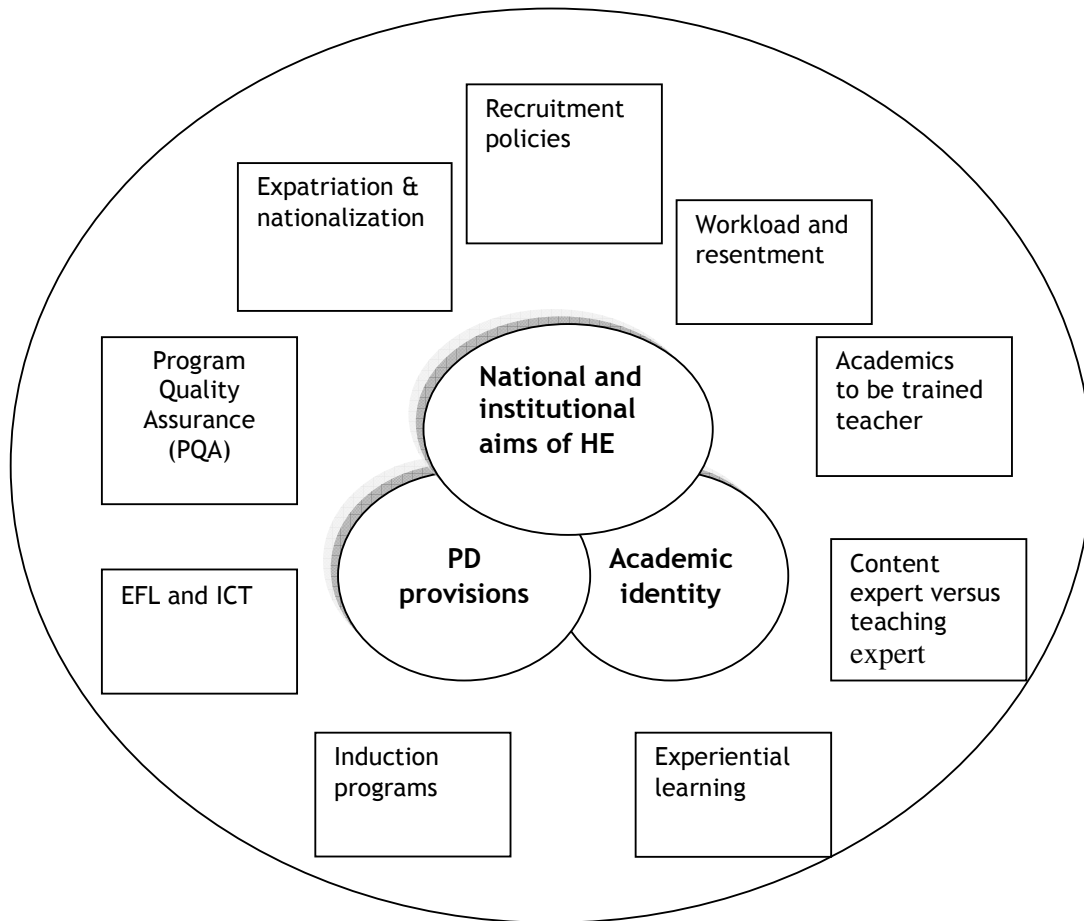 Recruitment
policies
Expatriation &
nationalization
Workload and
resentment
Program
Quality
Assurance
(PQA)
National and
institutional
aims of HE
Academics
to be trained
teacher
PD
provisions
Academic
identity
Content
expert versus
teaching
expert
EFL and ICT
Induction
programs
Experiential
learning